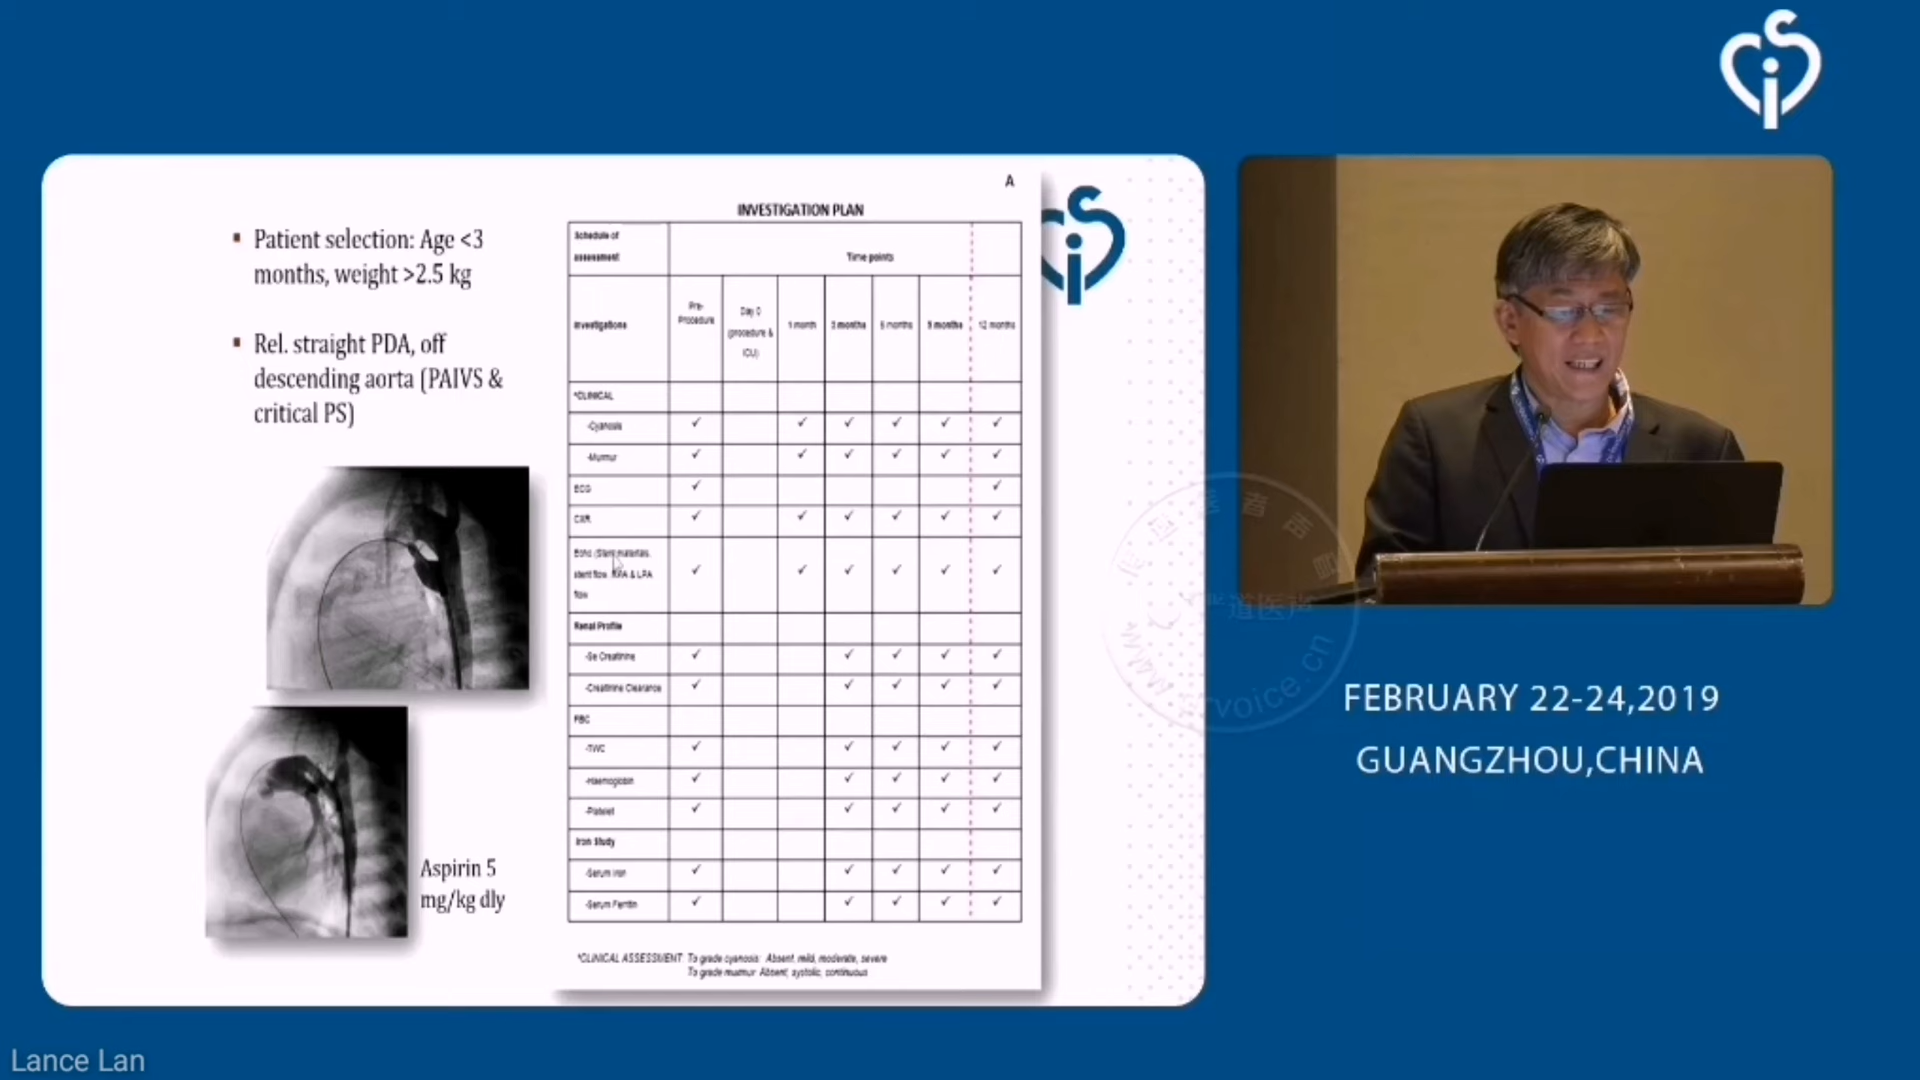 ▪ Patient selection: Age <3
months, weight >2.5 kg
▪ Rel. straight PDA, off
descending aorta (PAIVS &
critical PS)
Aspirin 5
mg/kg dly
A
INVESTIGATION PLAN
Schedule of
assessment
Time points
Investigations
Pre-
Procedure
Day 0
(procedure &
ICU)
1 month
3 months
6 months
9 months
12 months
*CLINICAL
-Cyanosis ✓ ✓ ✓ ✓ ✓ ✓
-Murmur ✓ ✓ ✓ ✓ ✓ ✓
ECG ✓ ✓
CXR ✓ ✓ ✓ ✓ ✓ ✓
Echo (Stent materials,
stent flow, RPA & LPA
flow ✓ ✓ ✓ ✓ ✓ ✓
Renal Profile
-Se Creatinine ✓ ✓ ✓ ✓ ✓
-Creatinine Clearance ✓ ✓ ✓ ✓ ✓
FBC
-TWC ✓ ✓ ✓ ✓ ✓
-Haemoglobin ✓ ✓ ✓ ✓ ✓
-Platelet ✓ ✓ ✓ ✓ ✓
Iron Study
-Serum Iron ✓ ✓ ✓ ✓ ✓
-Serum Ferritin ✓ ✓ ✓ ✓ ✓
*CLINICAL ASSESSMENT: To grade cyanosis: Absent, mild, moderate, severe
To grade murmur: Absent, systolic, continuous
FEBRUARY 22-24,2019
GUANGZHOU,CHINA
Lance Lan